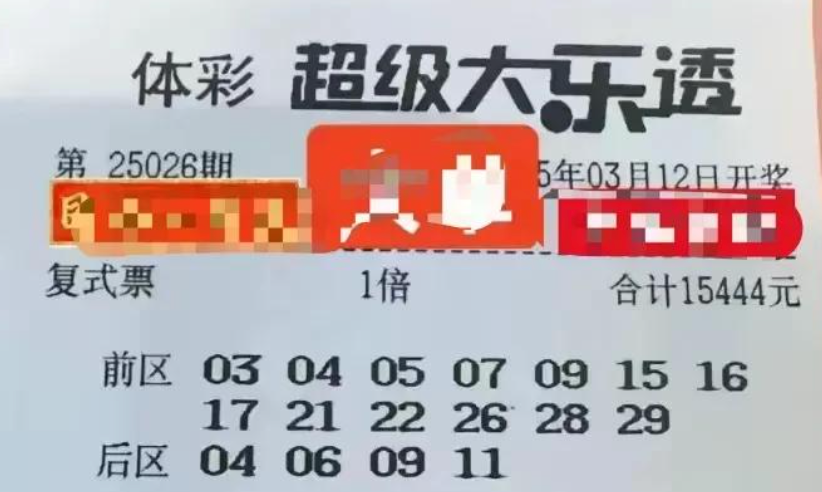 体彩 超级大乐透
第 25026期 5年03月12日开奖
复式票 1倍 合计15444元
前区 03 04 05 07 09 15 16
17 21 22 26 28 29
后区 04 06 09 11